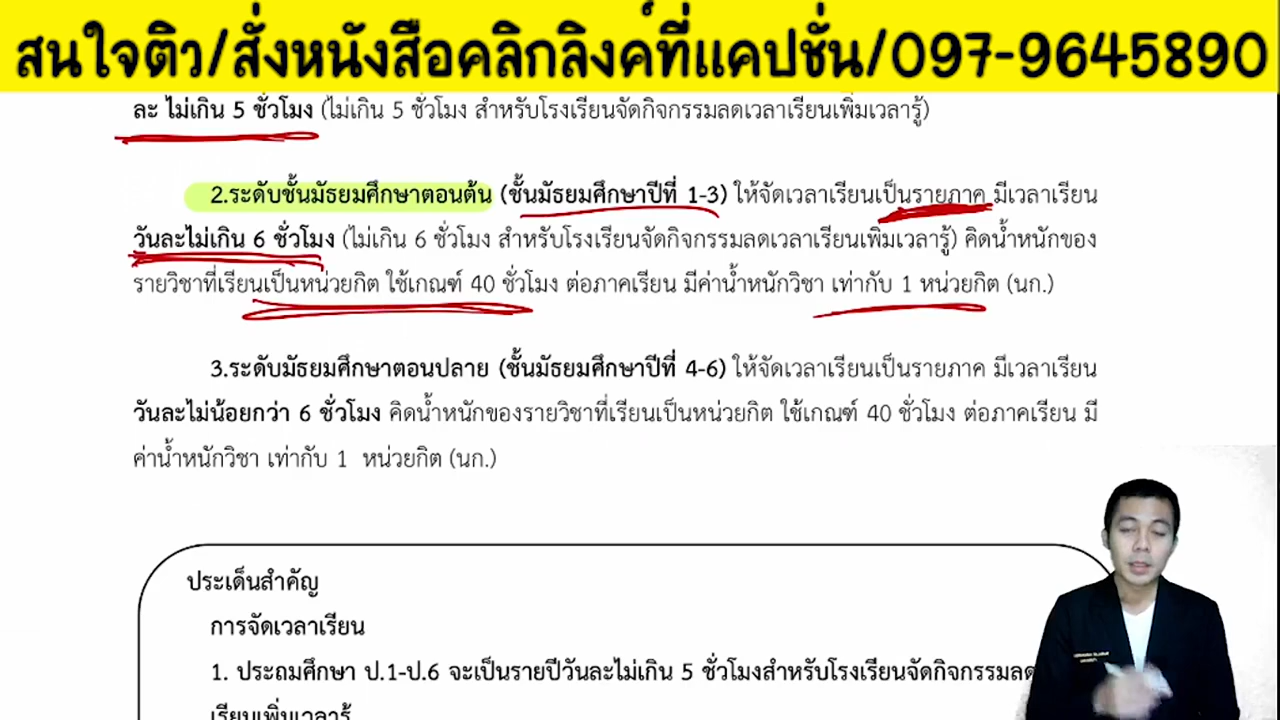 สนใจติว/สั่งหนังสือคลิกลิงค์ที่แคปชั่น/097-9645890
ละ ไม่เกิน 5 ชั่วโมง (ไม่เกิน 5 ชั่วโมง สำหรับโรงเรียนจัดกิจกรรมลดเวลาเรียนเพิ่มเวลารู้)
2.ระดับชั้นมัธยมศึกษาตอนต้น (ชั้นมัธยมศึกษาปีที่ 1-3) ให้จัดเวลาเรียนเป็นรายภาค มีเวลาเรียน
วันละไม่เกิน 6 ชั่วโมง (ไม่เกิน 6 ชั่วโมง สำหรับโรงเรียนจัดกิจกรรมลดเวลาเรียนเพิ่มเวลารู้) คิดน้ำหนักของ
รายวิชาที่เรียนเป็นหน่วยกิต ใช้เกณฑ์ 40 ชั่วโมง ต่อภาคเรียน มีค่าน้ำหนักวิชา เท่ากับ 1 หน่วยกิต (นก.)
3.ระดับมัธยมศึกษาตอนปลาย (ชั้นมัธยมศึกษาปีที่ 4-6) ให้จัดเวลาเรียนเป็นรายภาค มีเวลาเรียน
วันละไม่น้อยกว่า 6 ชั่วโมง คิดน้ำหนักของรายวิชาที่เรียนเป็นหน่วยกิต ใช้เกณฑ์ 40 ชั่วโมง ต่อภาคเรียน มี
ค่าน้ำหนักวิชา เท่ากับ 1 หน่วยกิต (นก.)
ประเด็นสำคัญ
การจัดเวลาเรียน
1. ประถมศึกษา ป.1-ป.6 จะเป็นรายปีวันละไม่เกิน 5 ชั่วโมงสำหรับโรงเรียนจัดกิจกรรมลด
เรียนเพิ่มเวลารู้